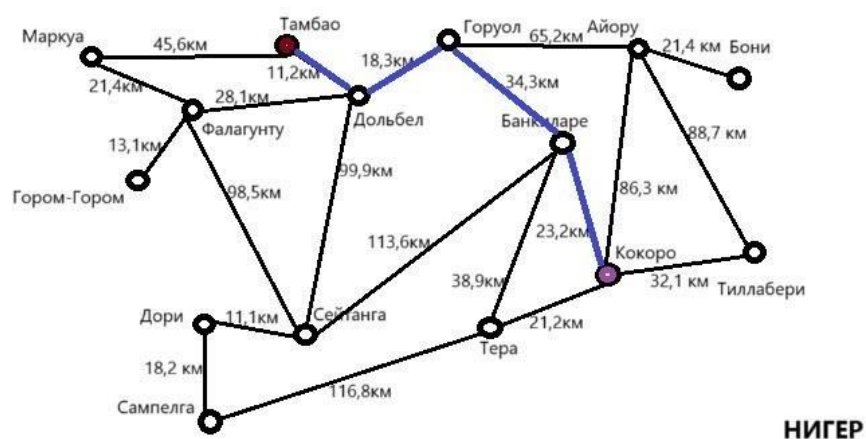 Тамбао
Горуол
Айору
Маркуа
45,6км
65,2км
21,4 км
Бони
11,2км
18,3км
21,4км
28,1км
34,3км
Дольбел
Банкиларе
Фалагунту
88,7 км
13,1км
99,9км
Гором-Гором
98,5км
86,3 км
113,6км
23,2км
Кокоро
38,9км
32,1 км
Тиллабери
Дори
11,1км
Сейтанга
21,2км
Тера
18,2 км
116,8км
Сампелга
НИГЕР